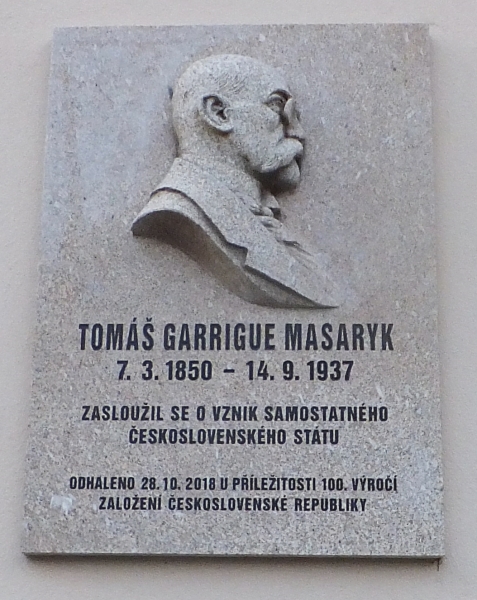 TOMÁŠ GARRIGUE MASARYK
7. 3. 1850 – 14. 9. 1937
ZASLOUŽIL SE O VZNIK SAMOSTATNÉHO
ČESKOSLOVENSKÉHO STÁTU
ODHALENO 28. 10. 2018 U PŘÍLEŽITOSTI 100. VÝROČÍ
ZALOŽENÍ ČESKOSLOVENSKÉ REPUBLIKY